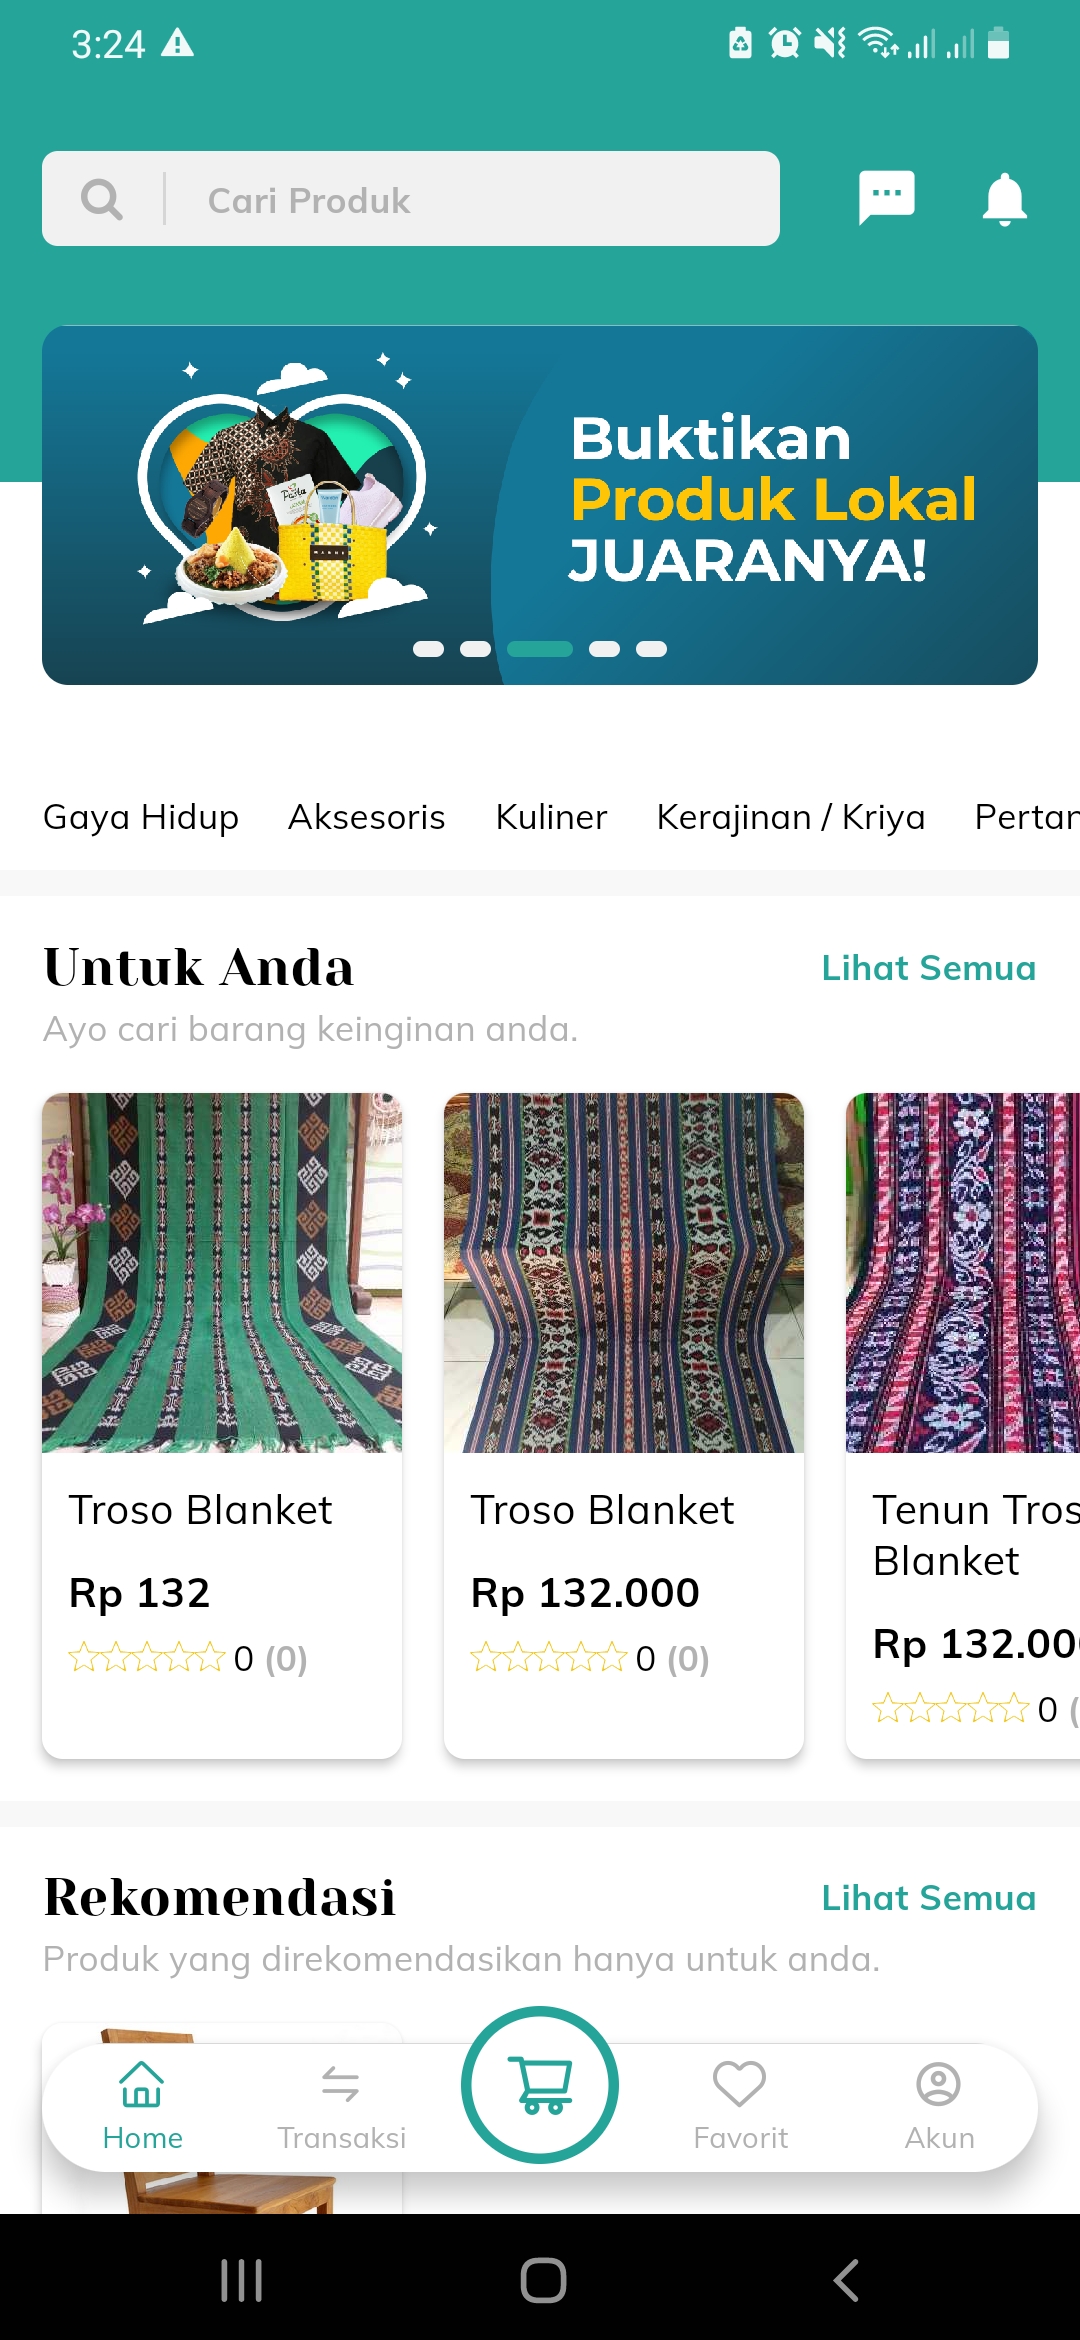 3:24
Cari Produk
Buktikan
Produk Lokal
JUARANYA!
Gaya Hidup Aksesoris Kuliner Kerajinan / Kriya Pertan
Untuk Anda Lihat Semua
Ayo cari barang keinginan anda.
Troso Blanket
Rp 132
0 (0)
Troso Blanket
Rp 132.000
0 (0)
Tenun Tros
Blanket
Rp 132.00
0 (
Rekomendasi Lihat Semua
Produk yang direkomendasikan hanya untuk anda.
Home Transaksi Favorit Akun